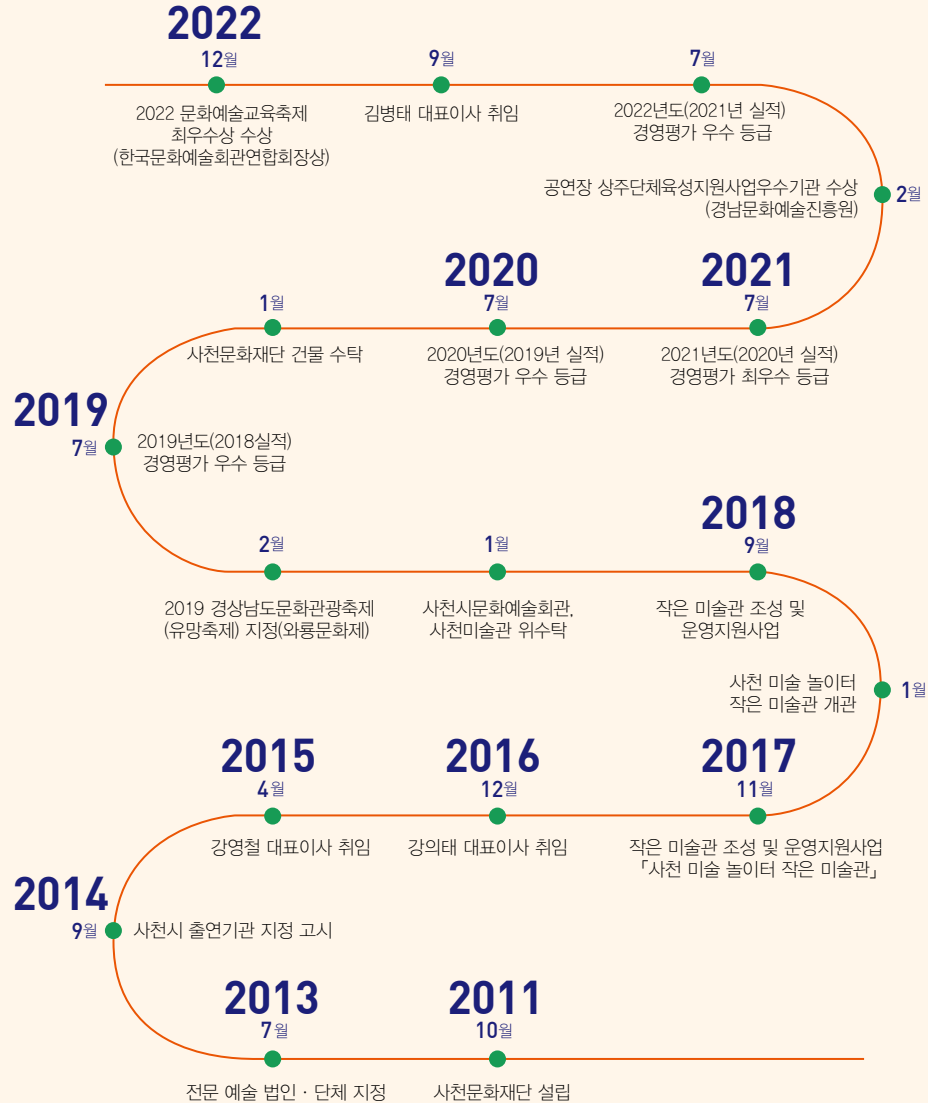 2022
12월
2022 문화예술교육축제
최우수상 수상
(한국문화예술회관연합회장상)
9월
김병태 대표이사 취임
7월
2022년도(2021년 실적)
경영평가 우수 등급
2월
공연장 상주단체육성지원사업우수기관 수상
(경남문화예술진흥원)
2021
7월
2021년도(2020년 실적)
경영평가 최우수 등급
2020
7월
2020년도(2019년 실적)
경영평가 우수 등급
1월
사천문화재단 건물 수탁
2019
7월
2019년도(2018실적)
경영평가 우수 등급
2월
2019 경상남도문화관광축제
(유망축제) 지정(와룡문화제)
1월
사천시문화예술회관,
사천미술관 위수탁
2018
9월
작은 미술관 조성 및
운영지원사업
1월
사천 미술 놀이터
작은 미술관 개관
2017
11월
작은 미술관 조성 및 운영지원사업
「사천 미술 놀이터 작은 미술관」
2016
12월
강의태 대표이사 취임
2015
4월
강영철 대표이사 취임
2014
9월
사천시 출연기관 지정 고시
2013
7월
전문 예술 법인 · 단체 지정
2011
10월
사천문화재단 설립